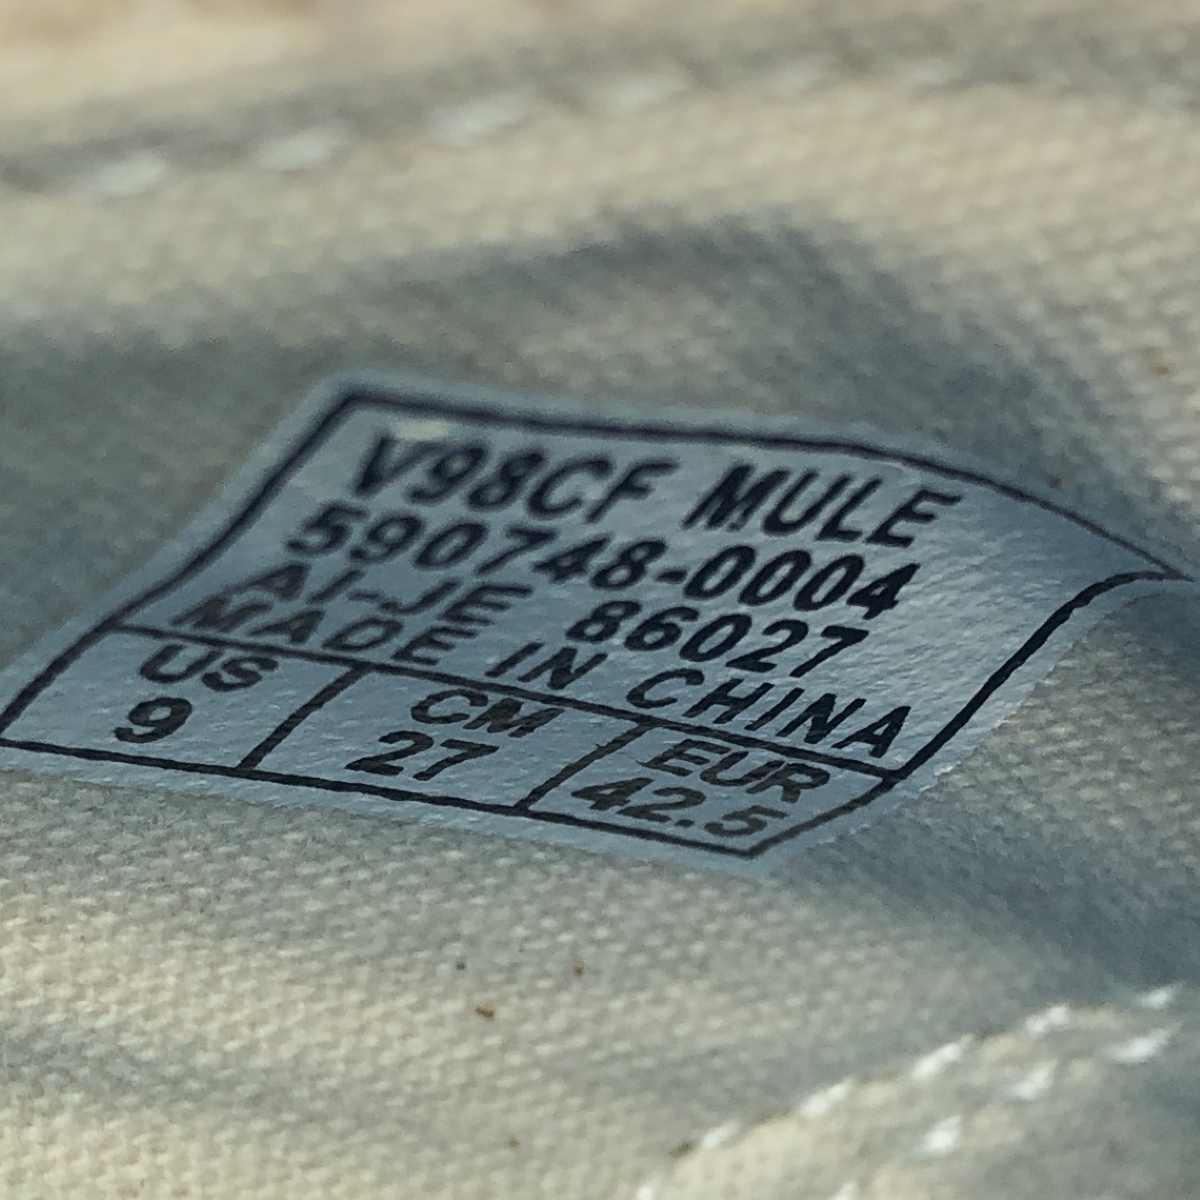 V98CF MULE
590748-0004
AI-JE 86027
MADE IN CHINA
US CM EUR
9 27 42.5